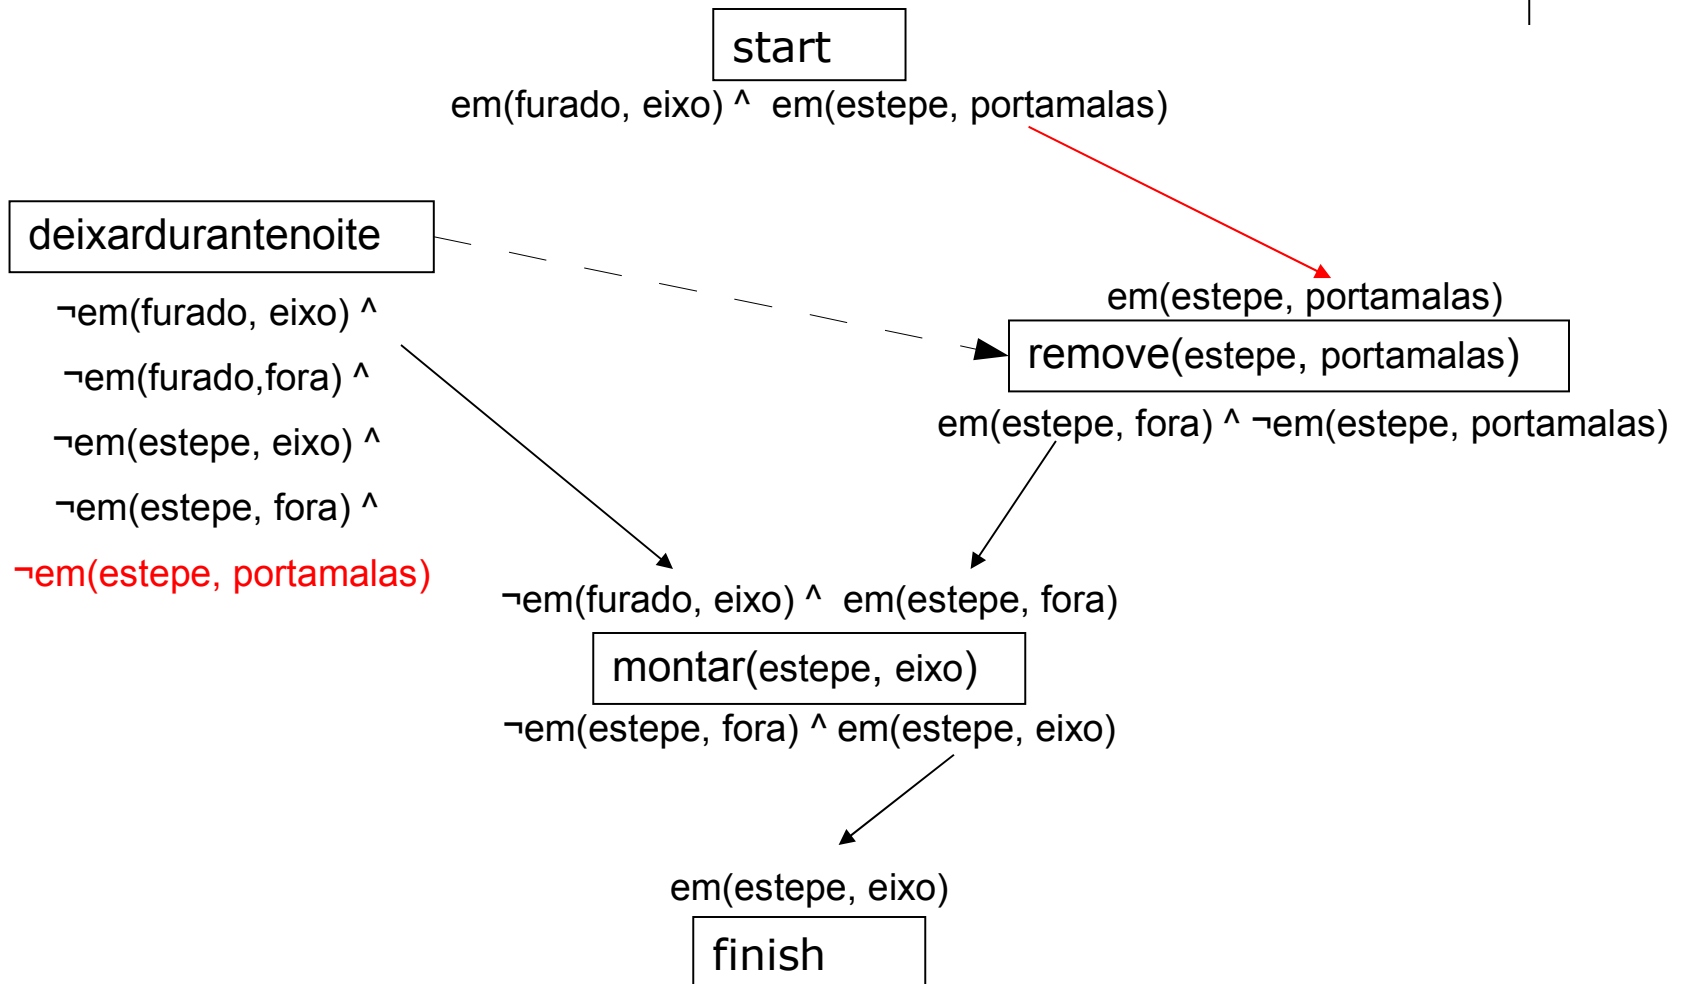 start
em(furado, eixo) ^ em(estepe, portamalas)
deixardurantenoite
¬em(furado, eixo) ^
¬em(furado,fora) ^
¬em(estepe, eixo) ^
¬em(estepe, fora) ^
¬em(estepe, portamalas)
em(estepe, portamalas)
remove(estepe, portamalas)
em(estepe, fora) ^ ¬em(estepe, portamalas)
¬em(furado, eixo) ^ em(estepe, fora)
montar(estepe, eixo)
¬em(estepe, fora) ^ em(estepe, eixo)
em(estepe, eixo)
finish